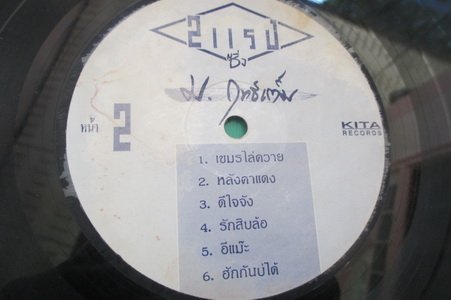 ซึ่ง
หน้า 2
KITA
RECORDS
1. เขมรไล่ควาย
2. หลังคาแดง
3. ดีใจจัง
4. รักสิบล้อ
5. อีแม๊ะ
6. ฮักกันบ่ได้